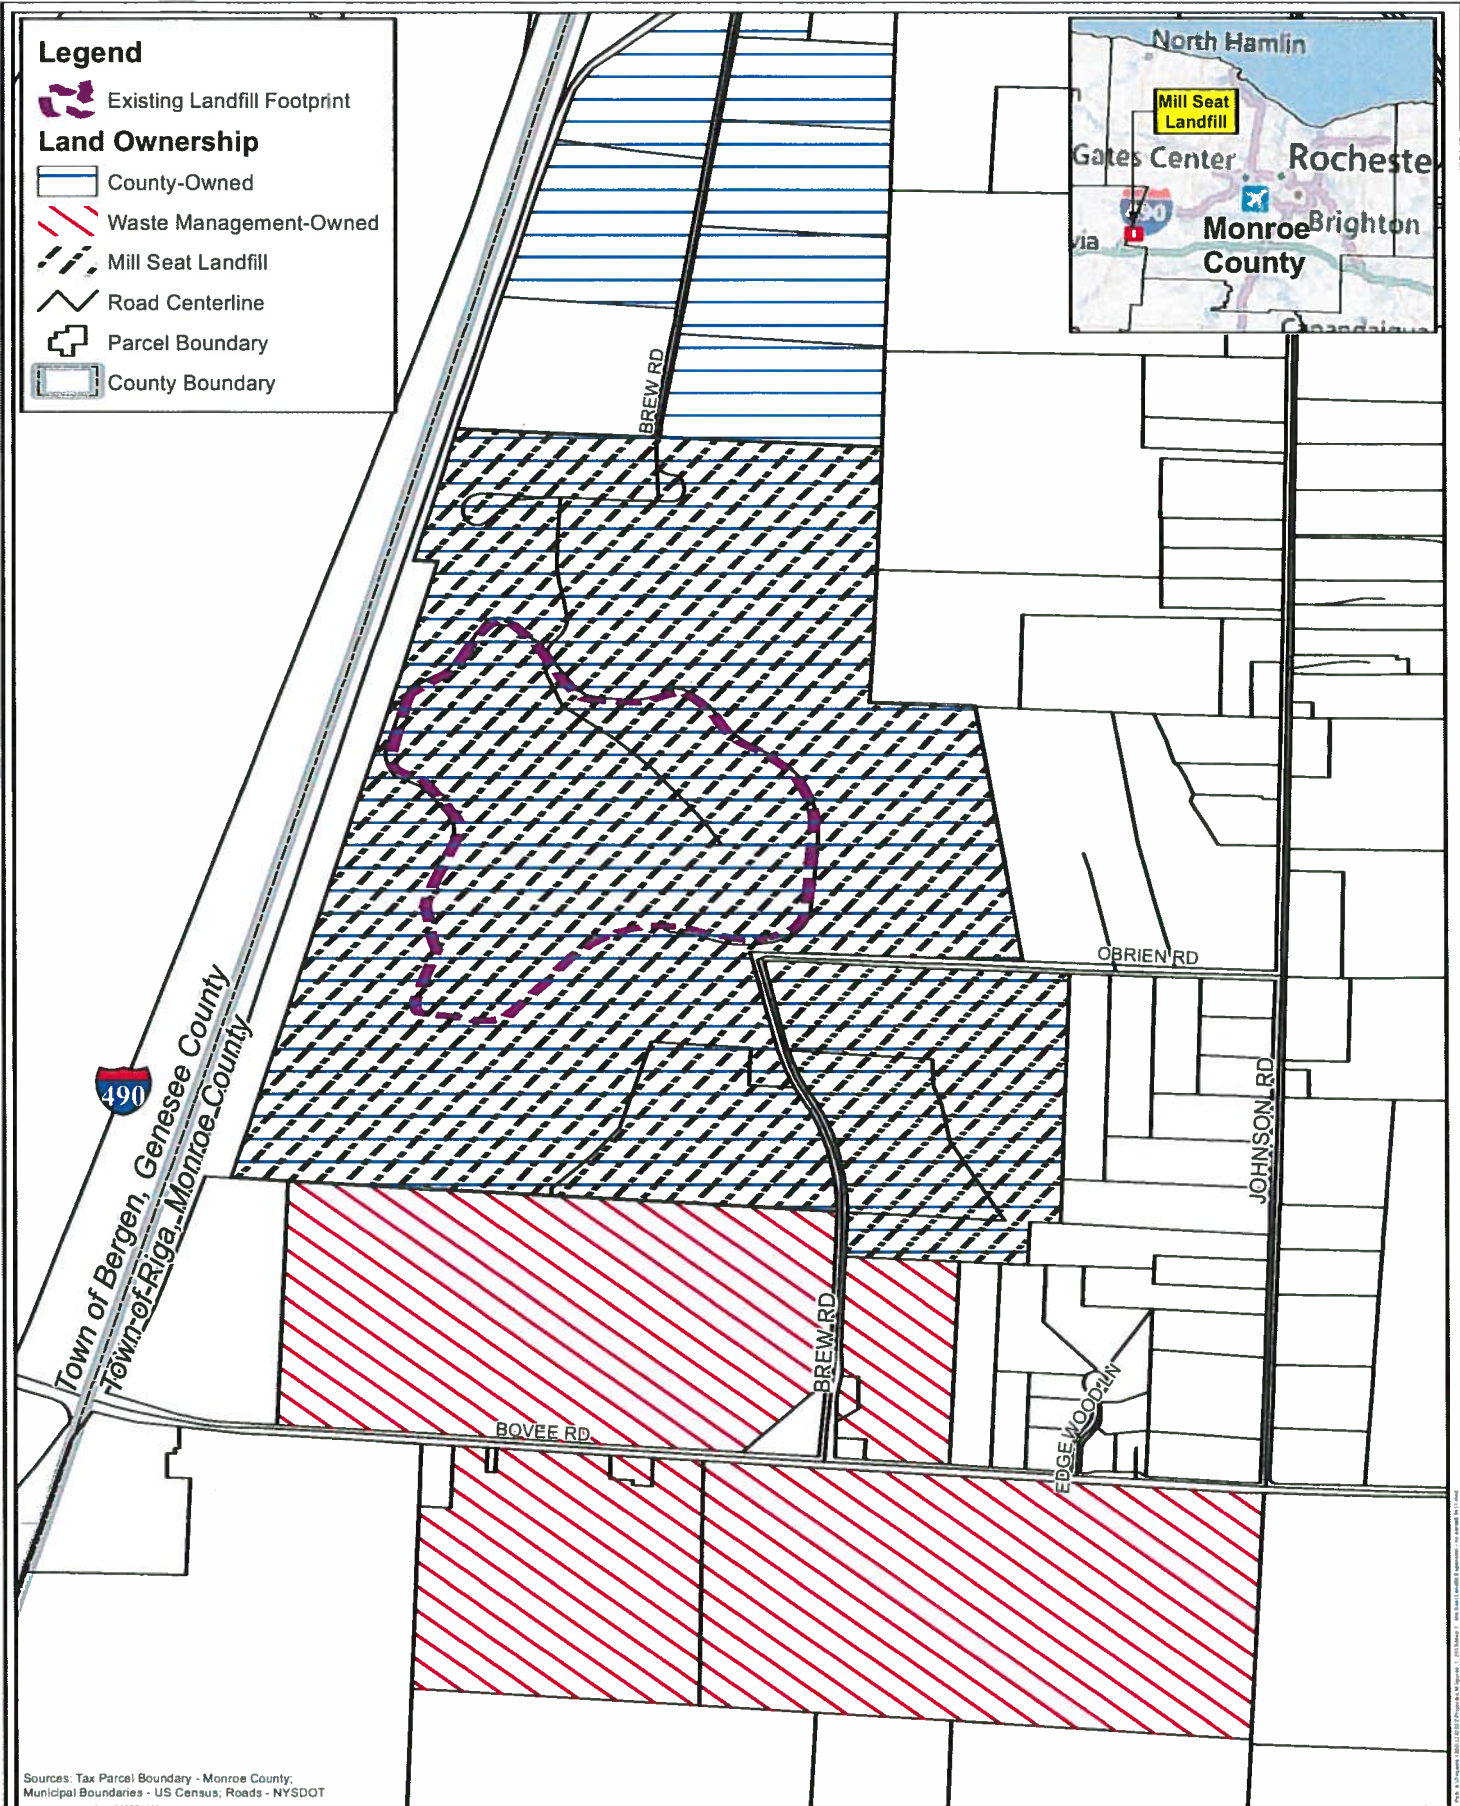 Legend
Existing Landfill Footprint
Land Ownership
County-Owned
Waste Management-Owned
Mill Seat Landfill
Road Centerline
Parcel Boundary
County Boundary
North Hamlin
Mill Seat
Landfill
Gates Center
Rocheste
490
Monroe
County
Brighton
via
Canandaigua
BREW RD
OBRIEN RD
490
Town of Bergen, Genesee County
Town of Riga, Monroe County
JOHNSON RD
BREW RD
BOVEE RD
EDGEWOOD LN
Sources: Tax Parcel Boundary - Monroe County;
Municipal Boundaries - US Census; Roads - NYSDOT